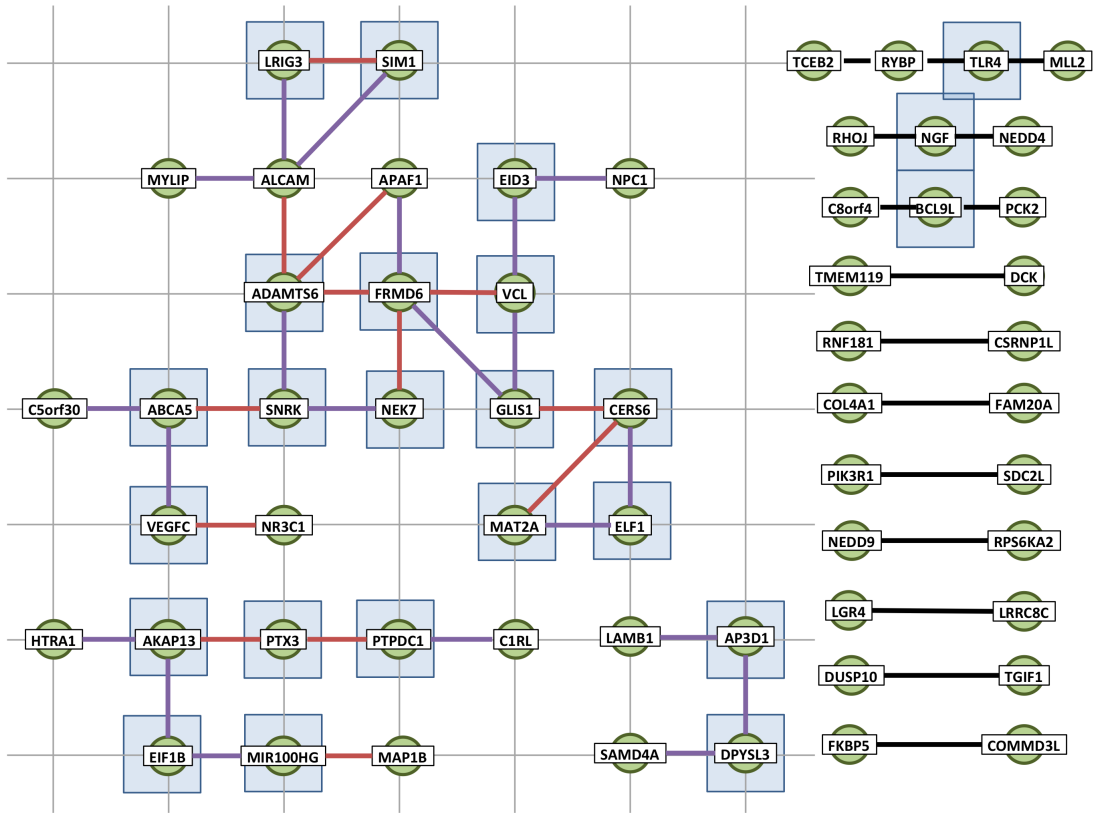 LRIG3 SIM1 TCEB2 RYBP TLR4 MLL2
RHOJ NGF NEDD4
MYLIP ALCAM APAF1 EID3 NPC1
C8orf4 BCL9L PCK2
TMEM119 DCK
ADAMTS6 FRMD6 VCL
RNF181 CSRNP1L
C5orf30 ABCA5 SNRK NEK7 GLIS1 CERS6 COL4A1 FAM20A
PIK3R1 SDC2L
VEGFC NR3C1 MAT2A ELF1
NEDD9 RPS6KA2
LGR4 LRRC8C
HTRA1 AKAP13 PTX3 PTPDC1 C1RL LAMB1 AP3D1
DUSP10 TGIF1
FKBP5 COMMD3L
EIF1B MIR100HG MAP1B SAMD4A DPYSL3